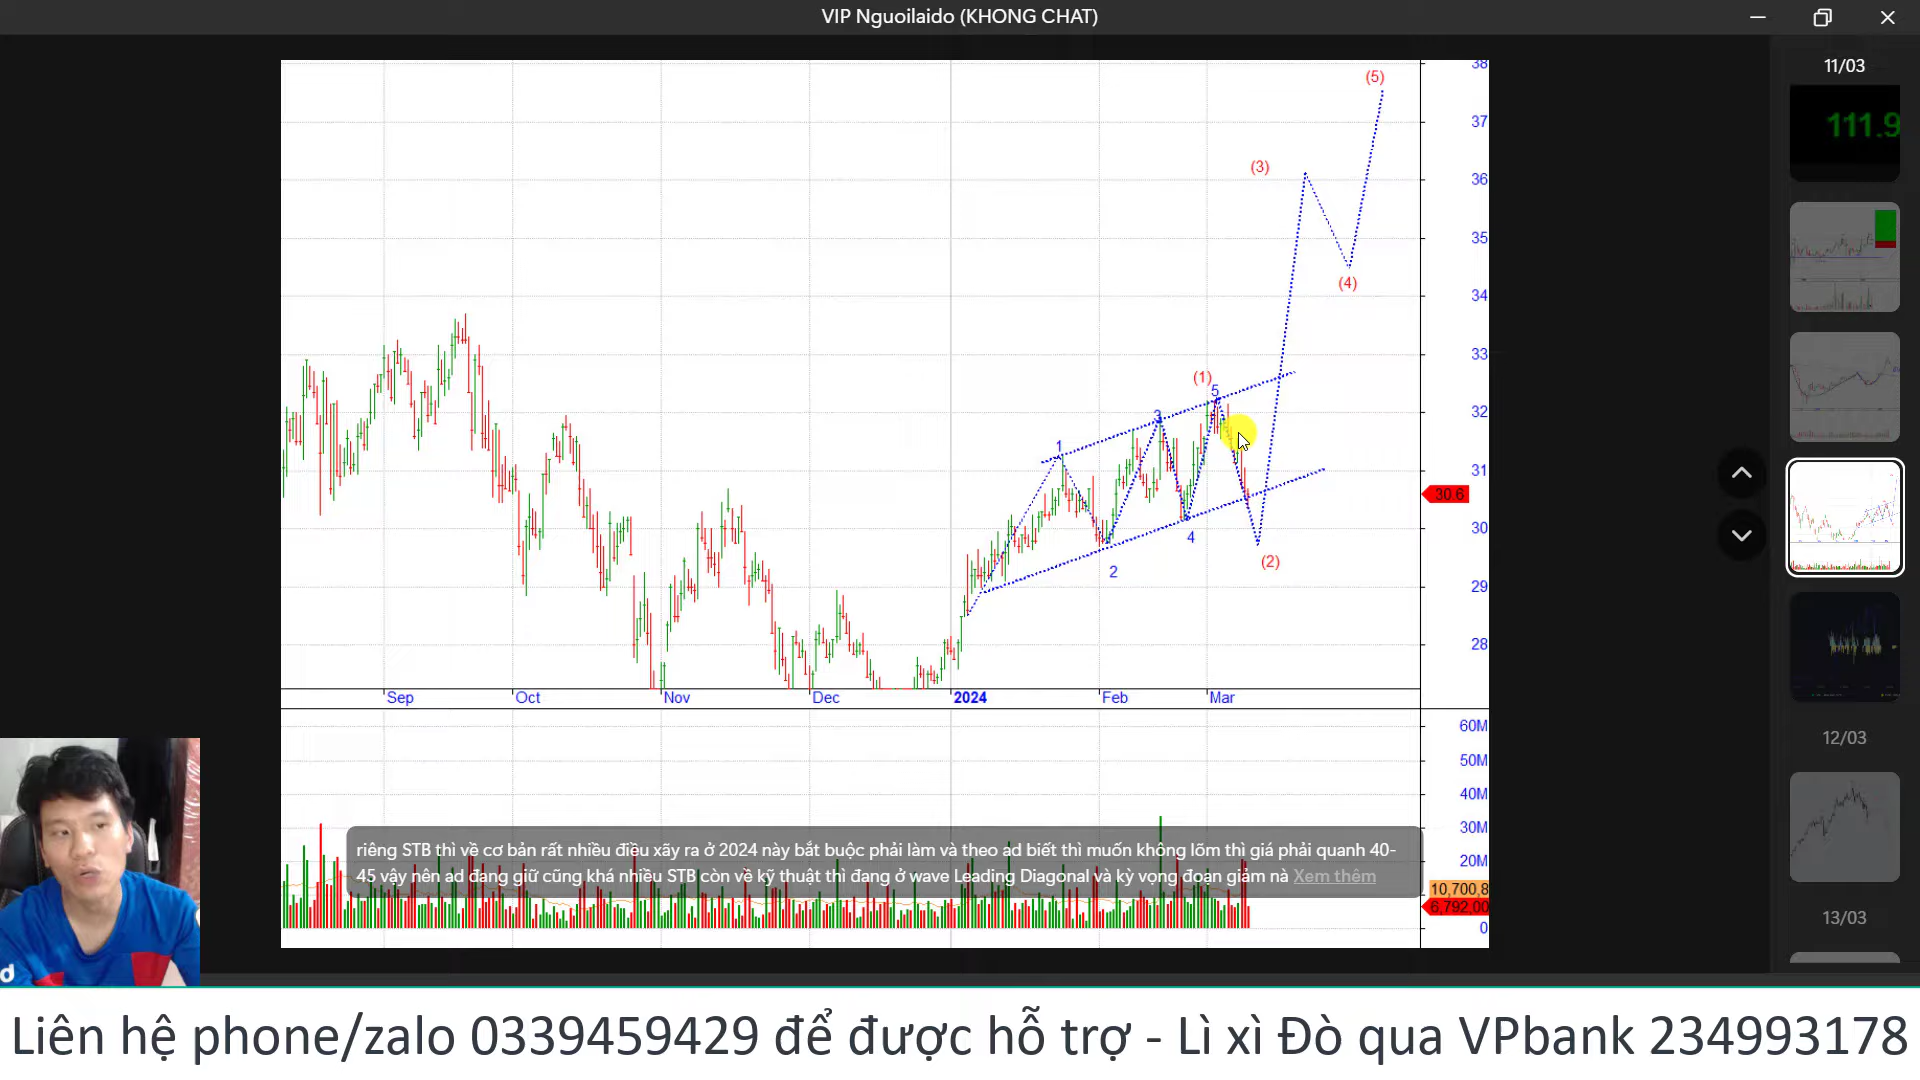 VIP Nguoilaido (KHONG CHAT)
11/03
111.9
38
(5)
37
(3)
36
35
(4)
34
33
(1)
5
32
3
1
31
30.6
30
4
(2)
2
29
28
Sep Oct Nov Dec 2024 Feb Mar
60M
50M
40M
30M
20M
10,700,8
6,792,00
0
riêng STB thì về cơ bản rất nhiều điều xãy ra ở 2024 này bắt buộc phải làm và theo ad biết thì muốn không lõm thì giá phải quanh 40-
45 vậy nên ad đang giữ cũng khá nhiều STB còn về kỹ thuật thì đang ở wave Leading Diagonal và kỳ vọng đoạn giảm nà Xem thêm
12/03
13/03
d
Liên hệ phone/zalo 0339459429 để được hỗ trợ - Lì xì Đò qua VPbank 234993178